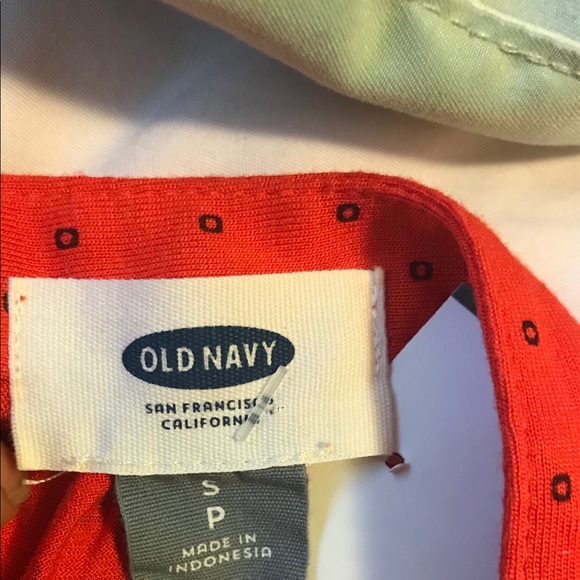 OLD NAVY
SAN FRANCISCO
CALIFORNIA
S
P
MADE IN
INDONESIA